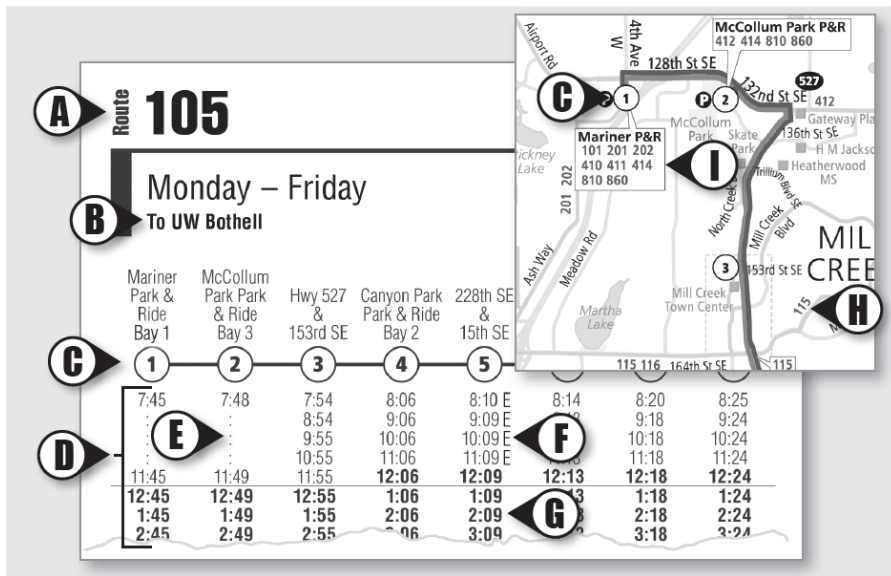 A
Route
105
Monday – Friday
B
To UW Bothell
Mariner Park & Ride Bay 1
McCollum Park Park & Ride Bay 3
Hwy 527 & 153rd SE
Canyon Park Park & Ride Bay 2
228th SE & 15th SE
C
1 2 3 4 5
D
E
F
G
7:45 7:48 7:54 8:06 8:10 E 8:14 8:20 8:25
: : 8:54 9:06 9:09 E 9:18 9:24
: : 9:55 10:06 10:09 E 10:18 10:24
: : 10:55 11:06 11:09 E 11:18 11:24
11:45 11:49 11:55 12:06 12:09 12:13 12:18 12:24
12:45 12:49 12:55 1:06 1:09 1:18 1:24
1:45 1:49 1:55 2:06 2:09 2:18 2:24
2:45 2:49 2:55 3:09 3:18 3:24
McCollum Park P&R
412 414 810 860
Airport Rd
4th Ave W
128th St SE
527
132nd St SE
412
C
P 1
P 2
Gateway
McCollum Park
Skate Park
136th St SE
Mariner P&R
101 201 202
410 411 414
810 860
I
H M
Heatherwood MS
Lake
201 202
North Creek
Trillium Blvd SE
Mill Creek Blvd
MIL
CREE
Ash Way
Meadow Rd
3
153rd St SE
Mill Creek Town Center
Martha Lake
115
H
115 116
164th St SE
115